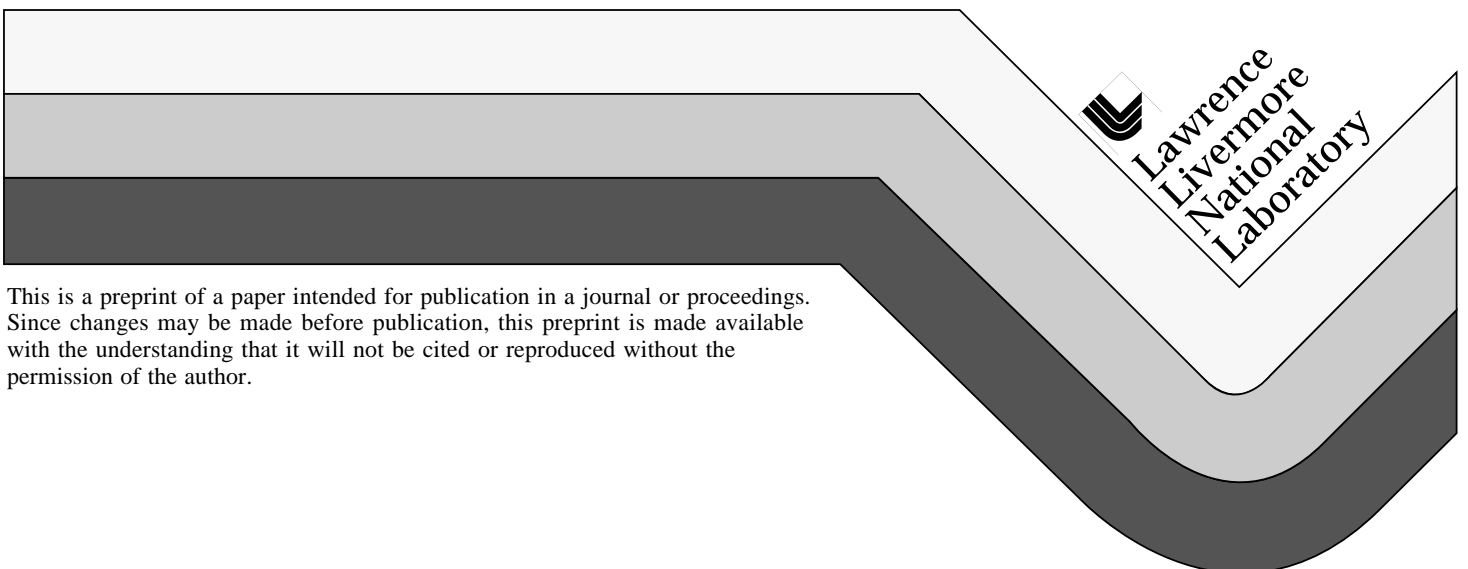 Lawrence
Livermore
National
Laboratory
This is a preprint of a paper intended for publication in a journal or proceedings.
Since changes may be made before publication, this preprint is made available
with the understanding that it will not be cited or reproduced without the
permission of the author.